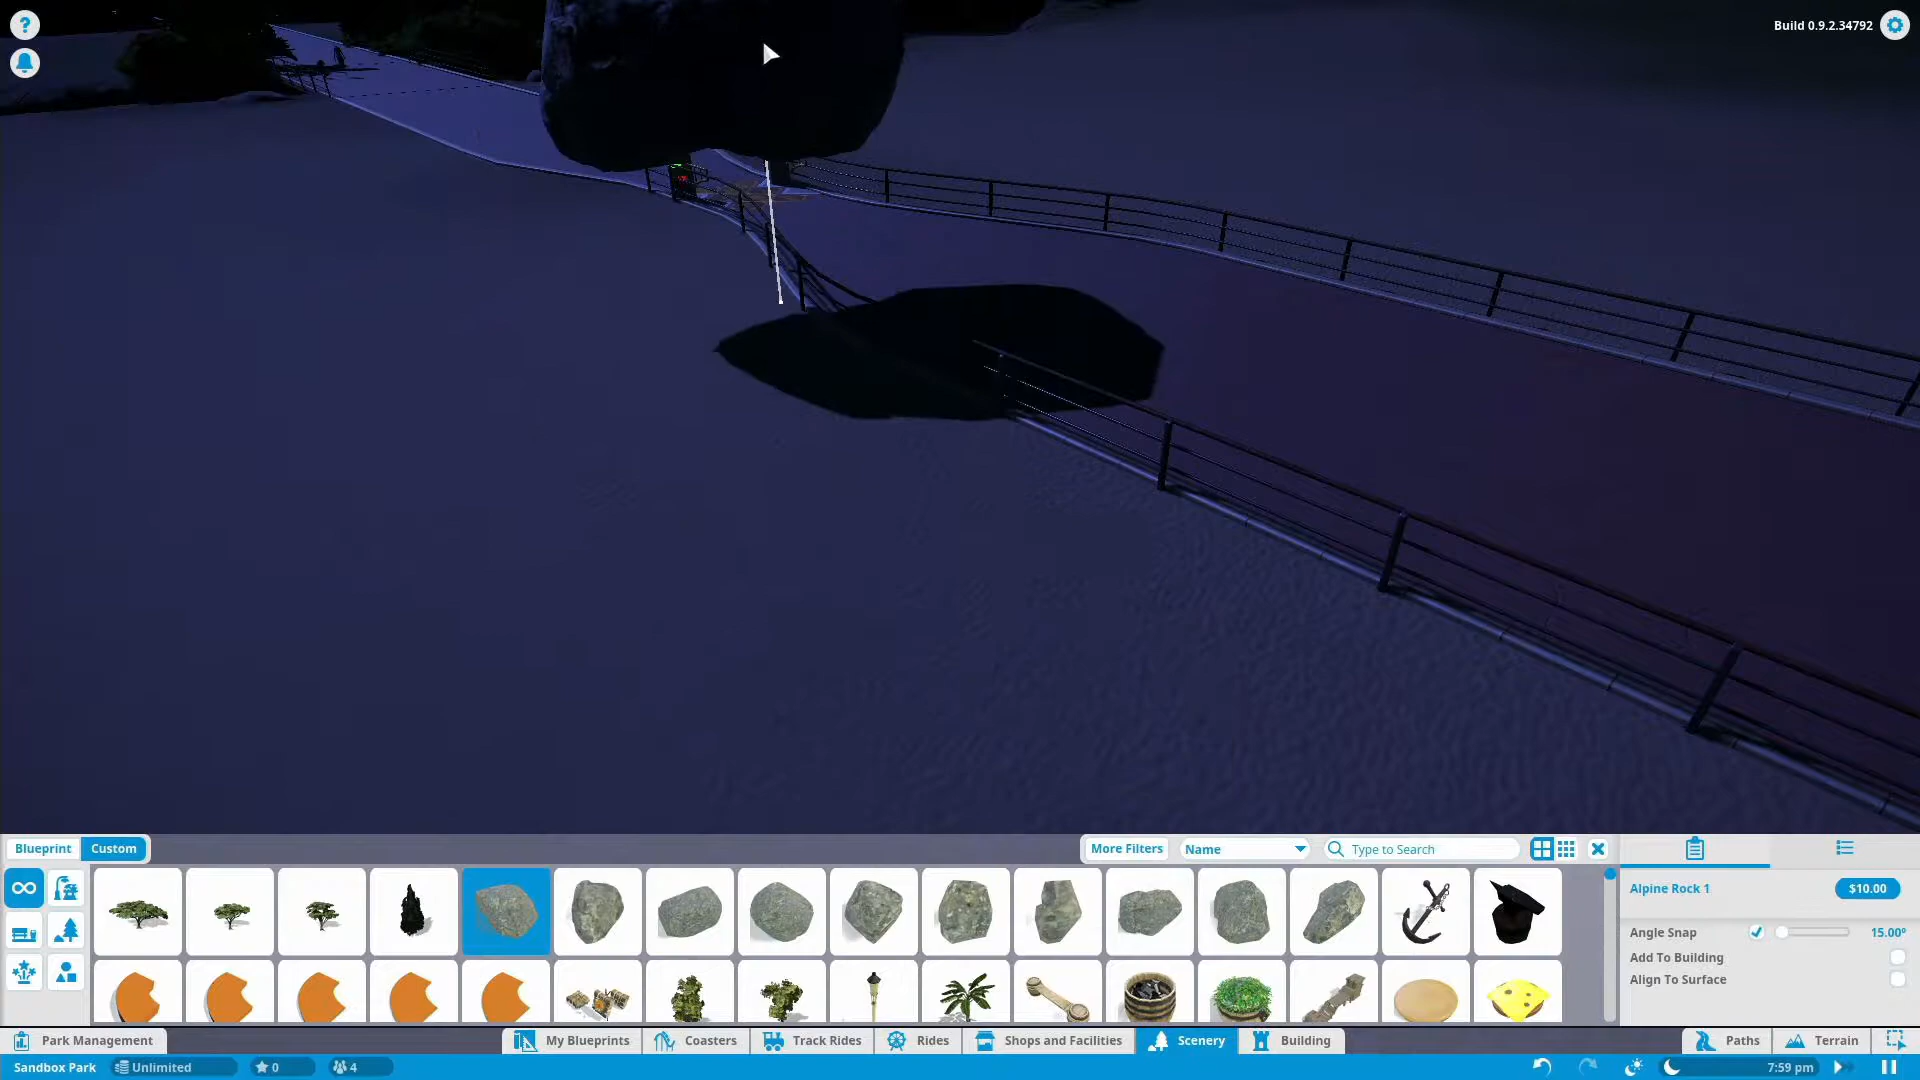 ?
Build 0.9.2.34792
Blueprint
Custom
More Filters
Name
Type to Search
Alpine Rock 1
$10.00
Angle Snap
15.00º
Add To Building
Align To Surface
Park Management
My Blueprints
Coasters
Track Rides
Rides
Shops and Facilities
Scenery
Building
Paths
Terrain
Sandbox Park
Unlimited
0
4
7:59 pm